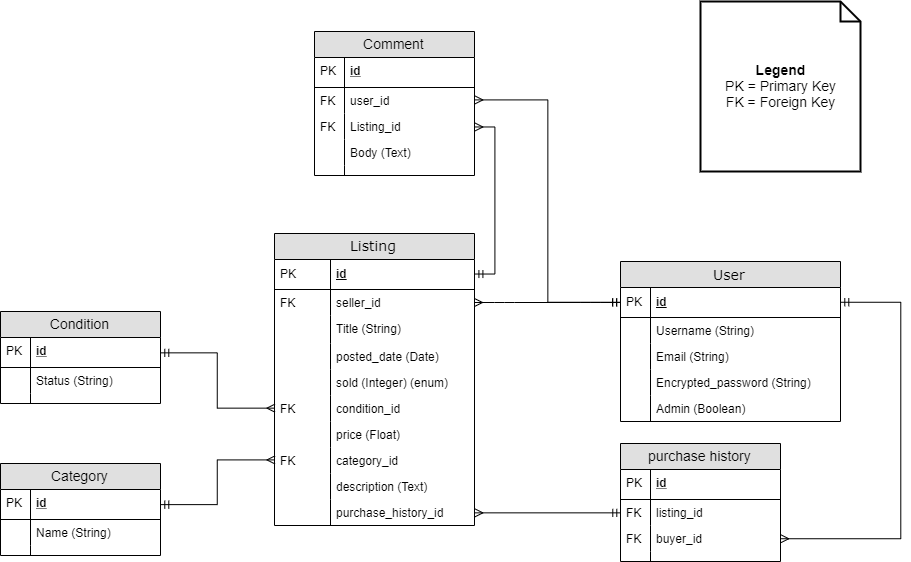 Comment
PK id
FK user_id
FK Listing_id
Body (Text)
Legend
PK = Primary Key
FK = Foreign Key
Listing
PK id
FK seller_id
Title (String)
posted_date (Date)
sold (Integer) (enum)
FK condition_id
price (Float)
FK category_id
description (Text)
purchase_history_id
User
PK id
Username (String)
Email (String)
Encrypted_password (String)
Admin (Boolean)
Condition
PK id
Status (String)
Category
PK id
Name (String)
purchase history
PK id
FK listing_id
FK buyer_id